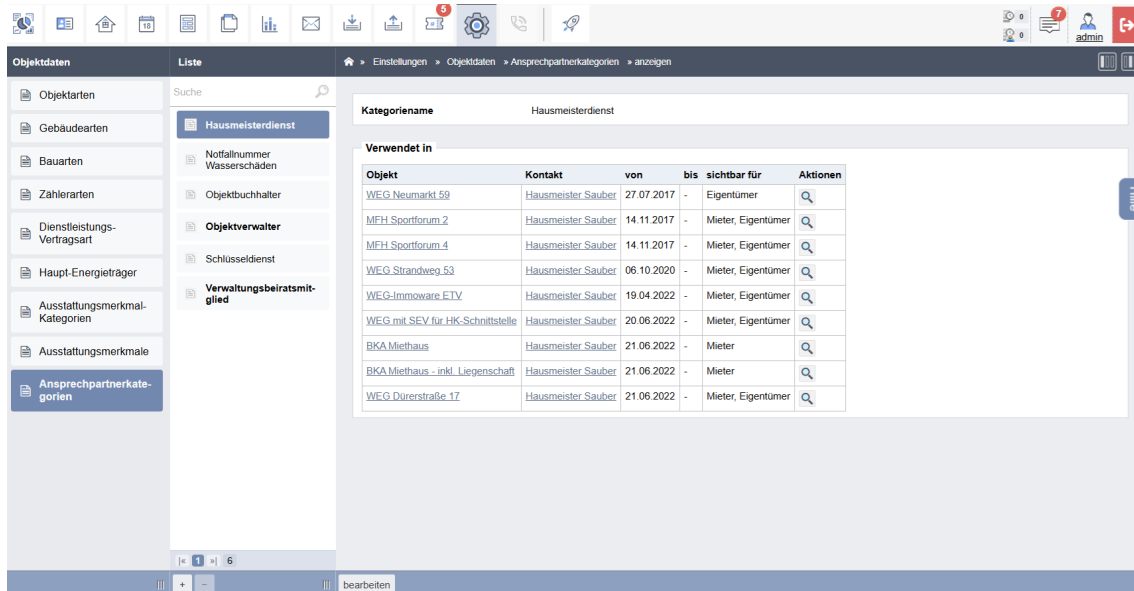 18
5
0
0
7
admin
Objektdaten
Objektarten
Gebäudearten
Bauarten
Zählerarten
Dienstleistungs-
Vertragsart
Haupt-Energieträger
Ausstattungsmerkmal-
Kategorien
Ausstattungsmerkmale
Ansprechpartnerkate-
gorien
Liste
Suche
Hausmeisterdienst
Notfallnummer
Wasserschäden
Objektbuchhalter
Objektverwalter
Schlüsseldienst
Verwaltungsbeiratsmit-
glied
|« 1 »| 6
+ -
» Einstellungen » Objektdaten » Ansprechpartnerkategorien » anzeigen
Kategoriename Hausmeisterdienst
Verwendet in
Objekt Kontakt von bis sichtbar für Aktionen
WEG Neumarkt 59 Hausmeister Sauber 27.07.2017 - Eigentümer
MFH Sportforum 2 Hausmeister Sauber 14.11.2017 - Mieter, Eigentümer
MFH Sportforum 4 Hausmeister Sauber 14.11.2017 - Mieter, Eigentümer
WEG Strandweg 53 Hausmeister Sauber 06.10.2020 - Mieter, Eigentümer
WEG-Immoware ETV Hausmeister Sauber 19.04.2022 - Mieter, Eigentümer
WEG mit SEV für HK-Schnittstelle Hausmeister Sauber 20.06.2022 - Mieter, Eigentümer
BKA Miethaus Hausmeister Sauber 21.06.2022 - Mieter
BKA Miethaus - inkl. Liegenschaft Hausmeister Sauber 21.06.2022 - Mieter
WEG Dürerstraße 17 Hausmeister Sauber 21.06.2022 - Mieter, Eigentümer
bearbeiten